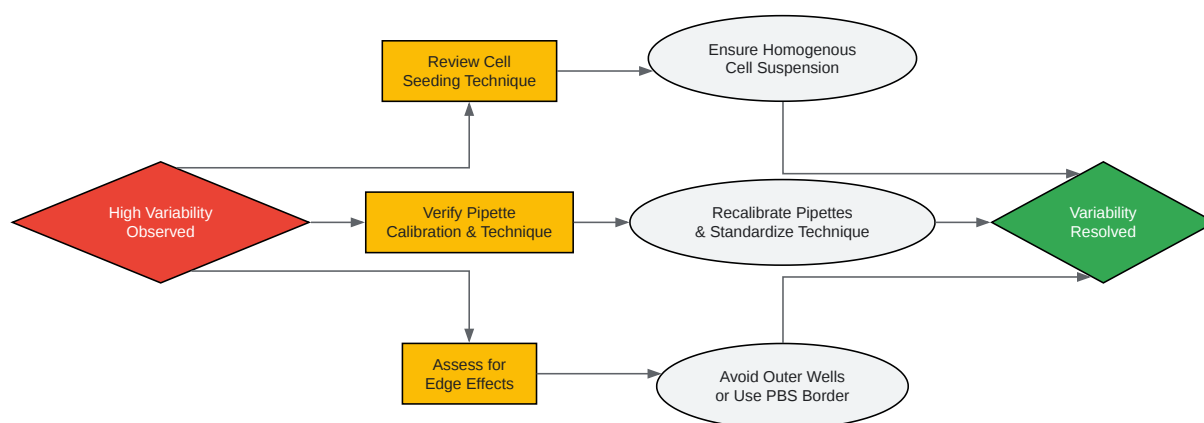 Review Cell
Seeding Technique
Ensure Homogenous
Cell Suspension
High Variability
Observed
Verify Pipette
Calibration & Technique
Recalibrate Pipettes
& Standardize Technique
Variability
Resolved
Assess for
Edge Effects
Avoid Outer Wells
or Use PBS Border